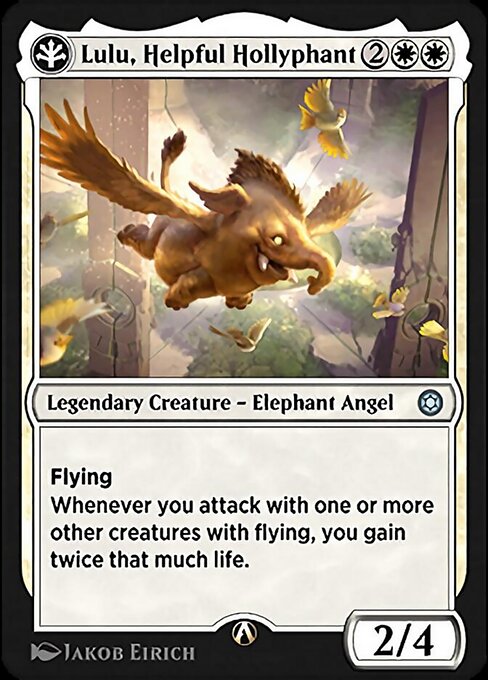 Lulu, Helpful Hollyphant 2
Legendary Creature – Elephant Angel
Flying
Whenever you attack with one or more
other creatures with flying, you gain
twice that much life.
2/4
Jakob Eirich